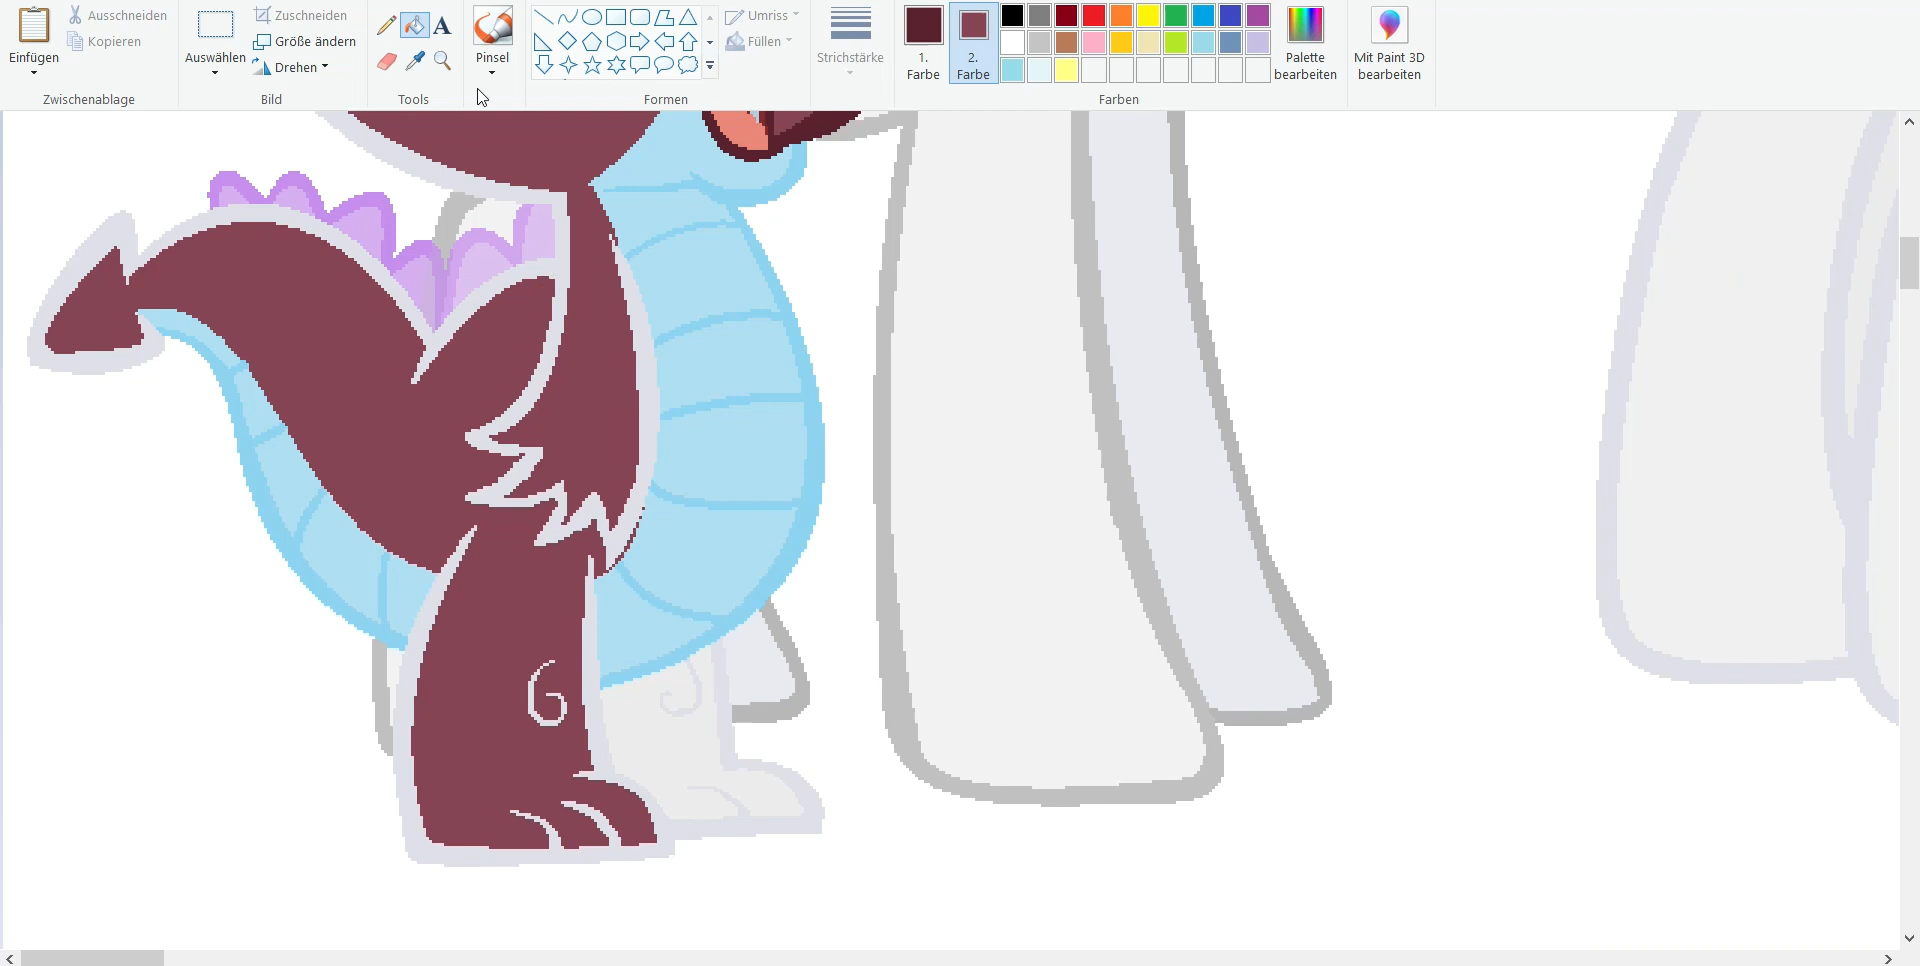 Einfügen
Ausschneiden
Kopieren
Zwischenablage
Auswählen
Zuschneiden
Größe ändern
Drehen
Bild
A
Tools
Pinsel
Formen
Umriss
Füllen
Strichstärke
1.
Farbe
2.
Farbe
Farben
Palette
bearbeiten
Mit Paint 3D
bearbeiten